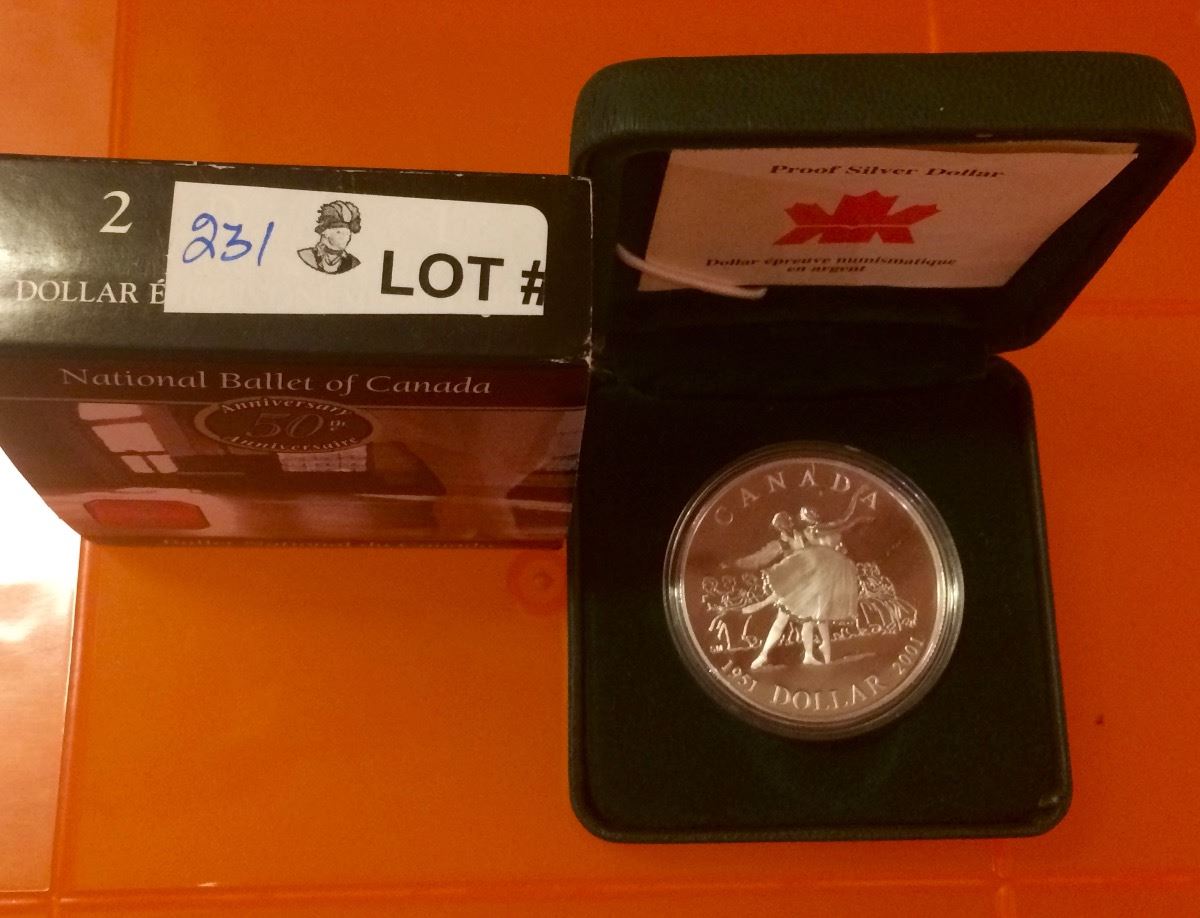 2
231
LOT #
DOLLAR É
National Ballet of Canada
Anniversary
50th
Anniversaire
Proof Silver Dollar
Dollar épreuve numismatique
en argent
CANADA
SM
1951 DOLLAR 2001